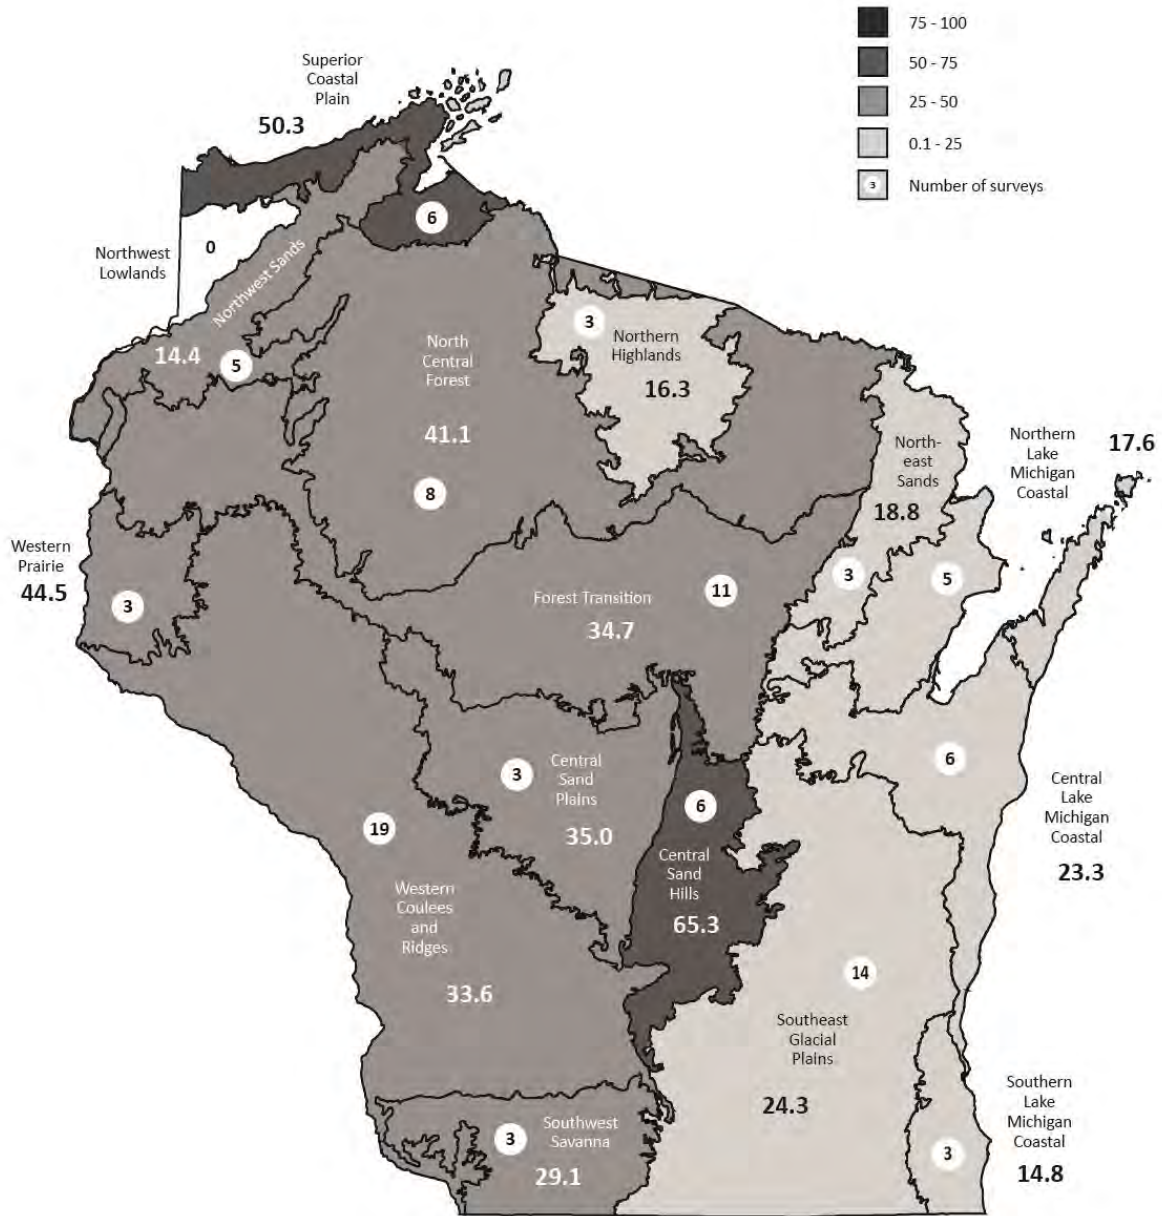 75 - 100
50 - 75
25 - 50
0.1 - 25
3 Number of surveys
Superior
Coastal
Plain
50.3
6
Northwest
Lowlands
0
Northwest Sands
14.4
5
North
Central
Forest
41.1
8
3
Northern
Highlands
16.3
North-
east
Sands
18.8
3
Northern
Lake
Michigan
Coastal
17.6
5
Western
Prairie
44.5
3
Forest Transition
34.7
11
Central
Sand
Plains
35.0
3
6
Central
Sand
Hills
65.3
6
Central
Lake
Michigan
Coastal
23.3
19
Western
Coulees
and
Ridges
33.6
14
Southeast
Glacial
Plains
24.3
Southern
Lake
Michigan
Coastal
14.8
3
3
Southwest
Savanna
29.1